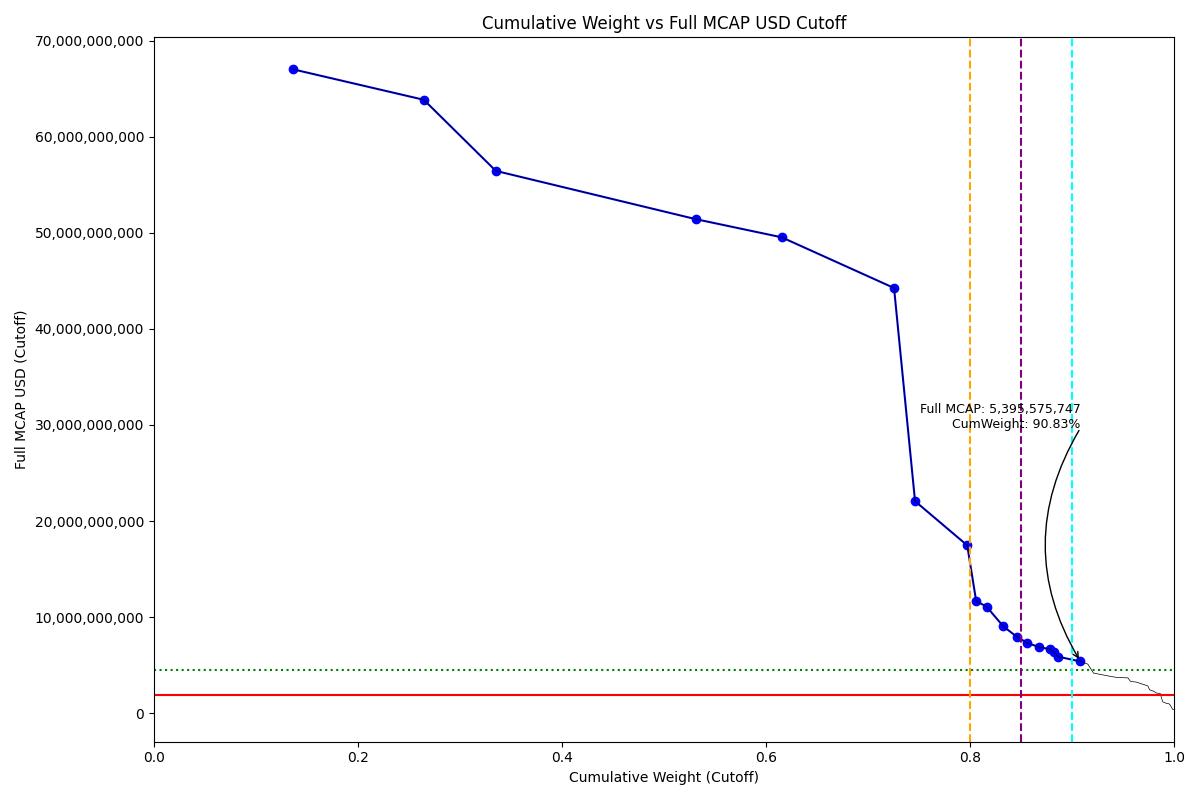 Cumulative Weight vs Full MCAP USD Cutoff
70,000,000,000
60,000,000,000
50,000,000,000
40,000,000,000
30,000,000,000
20,000,000,000
10,000,000,000
0
Full MCAP USD (Cutoff)
Full MCAP: 5,395,575,747
CumWeight: 90.83%
0.0
0.2
0.4
0.6
0.8
1.0
Cumulative Weight (Cutoff)